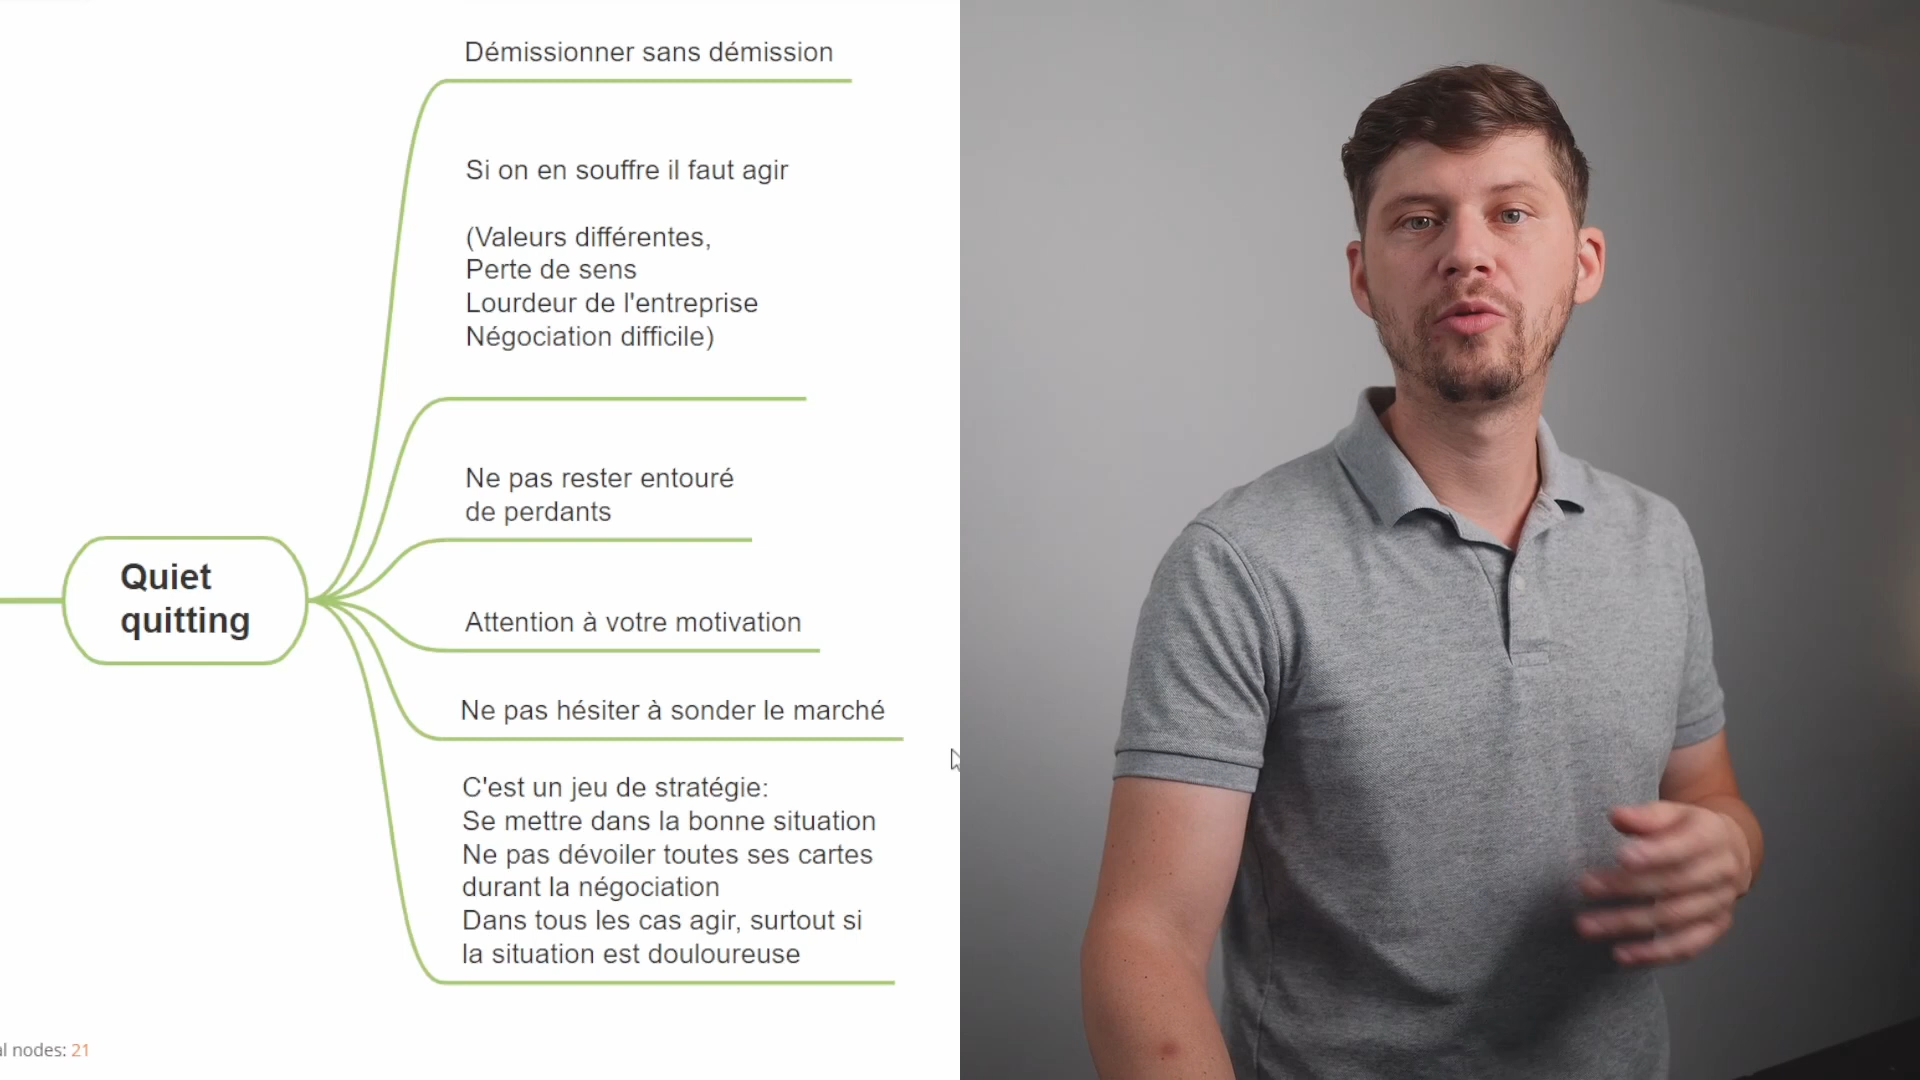 Démissionner sans démission
Si on en souffre il faut agir
(Valeurs différentes,
Perte de sens
Lourdeur de l'entreprise
Négociation difficile)
Ne pas rester entouré
de perdants
Quiet
quitting
Attention à votre motivation
Ne pas hésiter à sonder le marché
C'est un jeu de stratégie:
Se mettre dans la bonne situation
Ne pas dévoiler toutes ses cartes
durant la négociation
Dans tous les cas agir, surtout si
la situation est douloureuse
nodes: 21